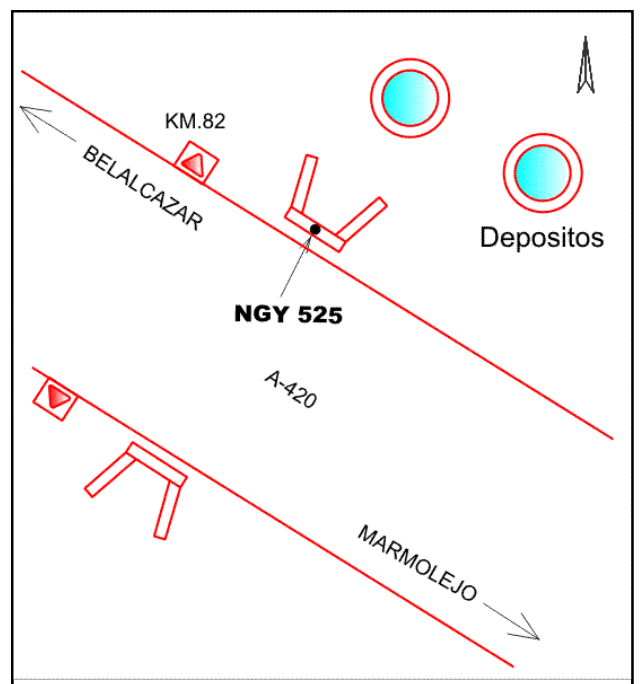 KM.82
BELALCAZAR
Depositos
NGY 525
A-420
MARMOLEJO